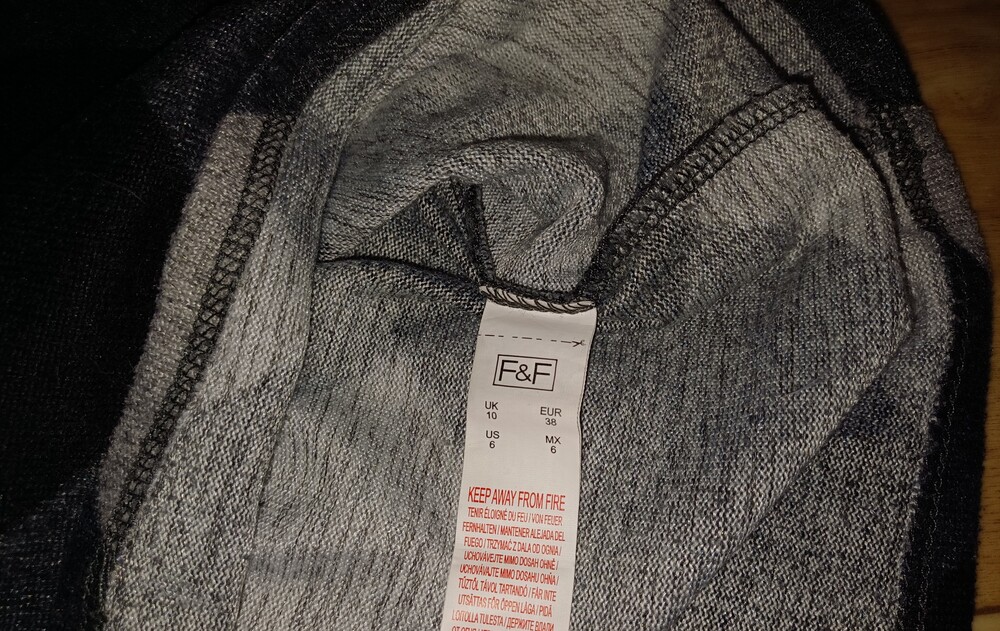 F&F
UK EUR
10 38
US MX
6 6
KEEP AWAY FROM FIRE
TENIR ÉLOIGNÉ DU FEU / VON FEUER
FERNHALTEN / MANTENER ALEJADA DEL
FUEGO / TRZYMAĆ Z DALA OD OGNIA /
UCHOVÁVEJTE MIMO DOSAH OHNĚ /
UCHOVÁVAJTE MIMO DOSAHU OHŇA /
TŰZTŐL TÁVOL TARTANDÓ / FÅR INTE
UTSÄTTAS FÖR ÖPPEN LÅGA / PIDÄ
LOITOLLA TULESTA / ДЕРЖИТЕ ВДАЛИ